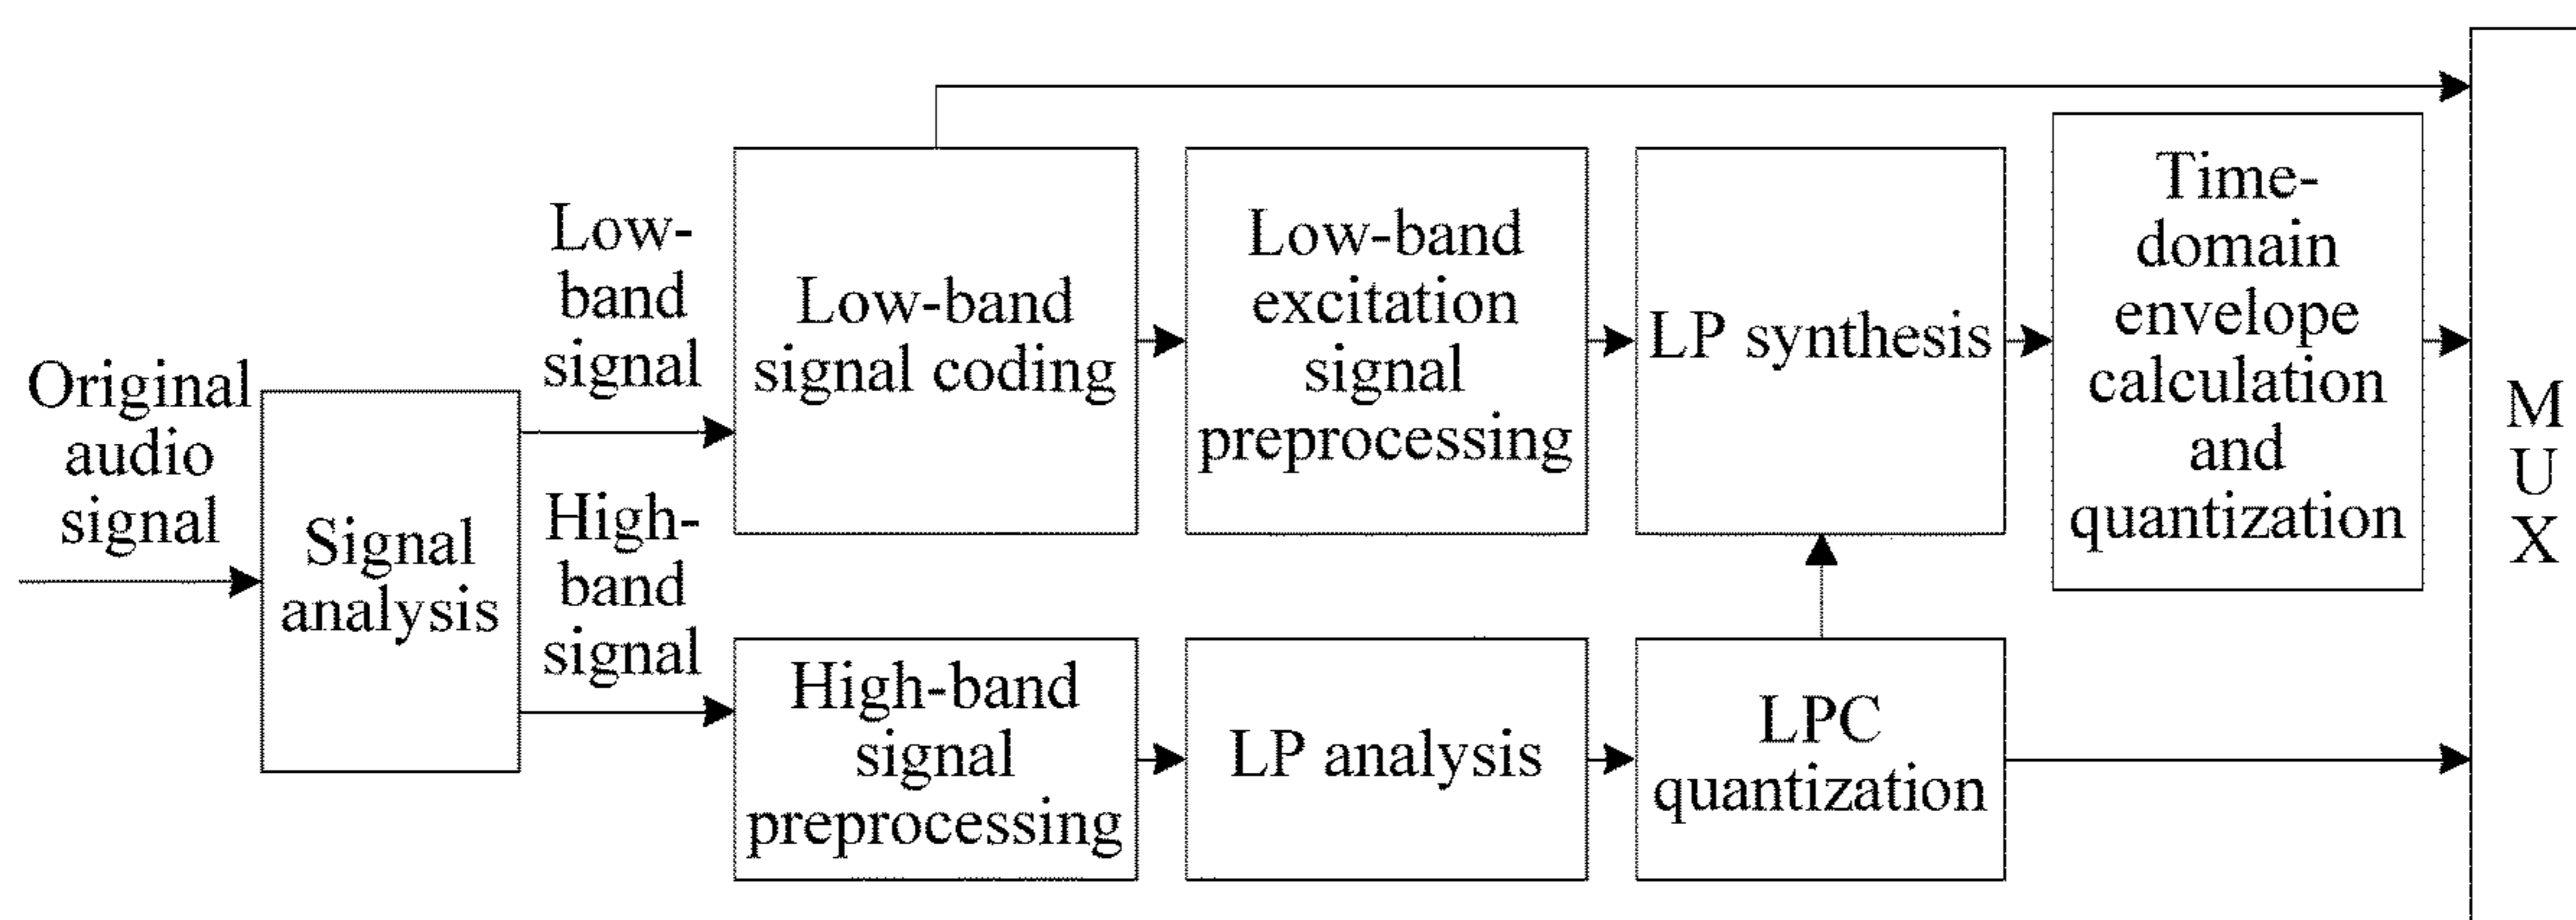 Original
audio
signal
Signal
analysis
Low-
band
signal
High-
band
signal
Low-band
signal coding
Low-band
excitation
signal
preprocessing
LP synthesis
Time-
domain
envelope
calculation
and
quantization
High-band
signal
preprocessing
LP analysis
LPC
quantization
M
U
X